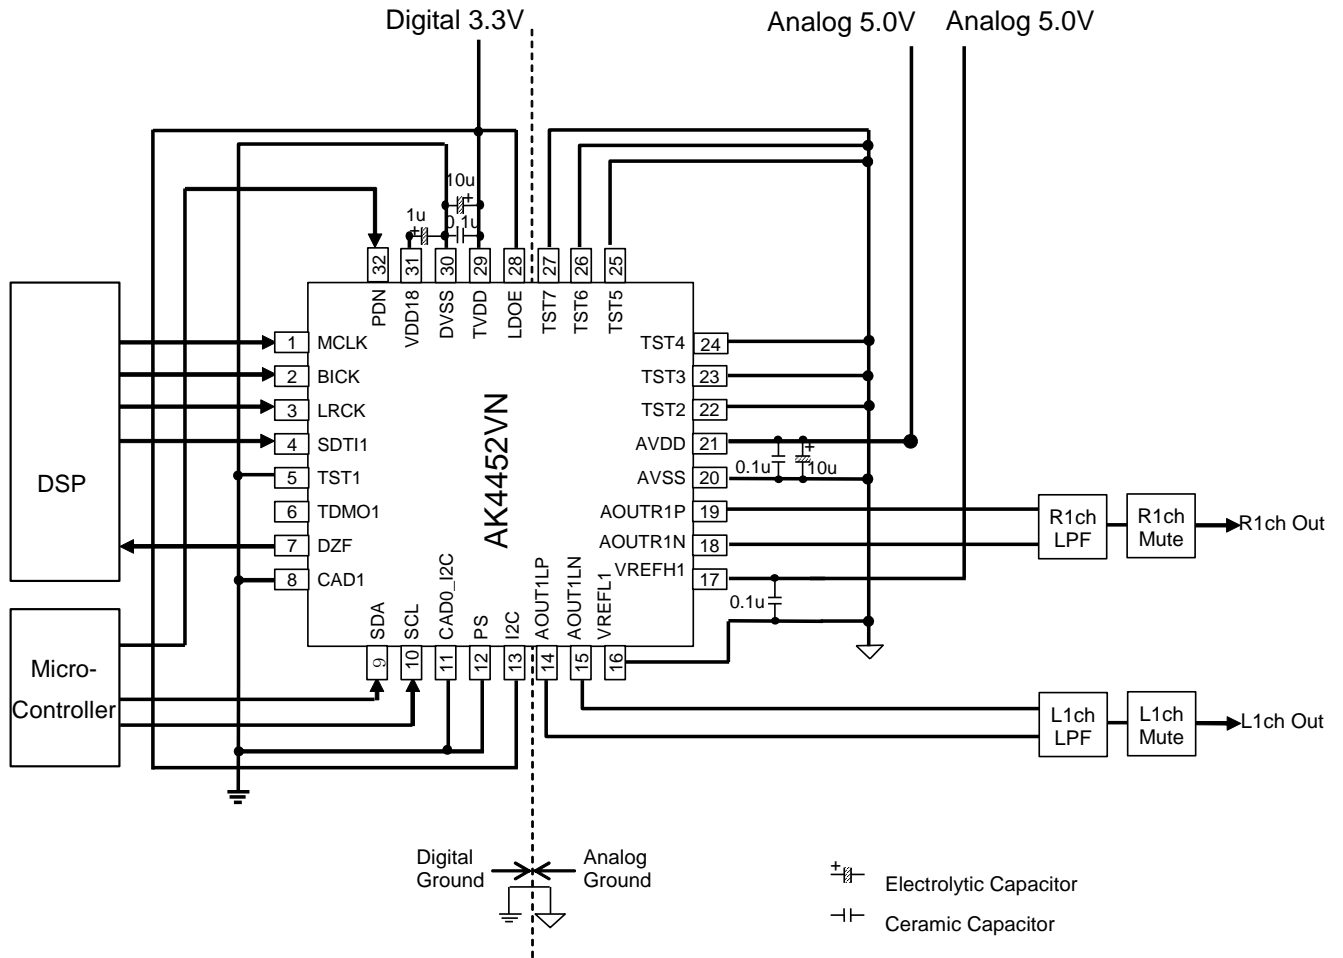 Digital 3.3V
Analog 5.0V
Analog 5.0V
10u
+
1u
+
0.1u
32
31
30
29
28
27
26
25
PDN
VDD18
DVSS
TVDD
LDOE
TST7
TST6
TST5
DSP
1 MCLK
2 BICK
3 LRCK
4 SDTI1
5 TST1
6 TDMO1
7 DZF
8 CAD1
AK4452VN
TST4 24
TST3 23
TST2 22
AVDD 21
AVSS 20
AOUTR1P 19
AOUTR1N 18
VREFH1 17
0.1u
+
10u
0.1u
R1ch
LPF
R1ch
Mute
R1ch Out
SDA
SCL
CAD0_I2C
PS
I2C
AOUT1LP
AOUT1LN
VREFL1
9
10
11
12
13
14
15
16
Micro-
Controller
L1ch
LPF
L1ch
Mute
L1ch Out
Digital
Ground
Analog
Ground
+
Electrolytic Capacitor
Ceramic Capacitor